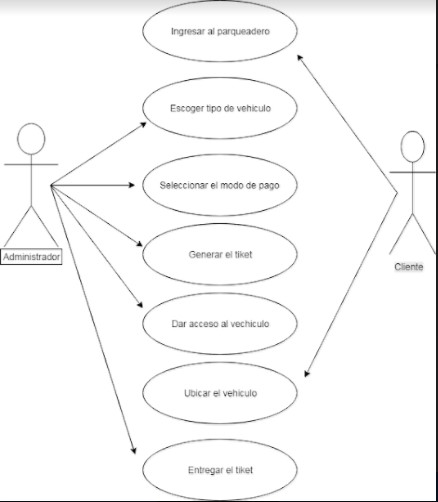 Ingresar al parqueadero
Escoger tipo de vehiculo
Seleccionar el modo de pago
Generar el tiket
Administrador
Cliente
Dar acceso al vechiculo
Ubicar el vehiculo
Entregar el tiket